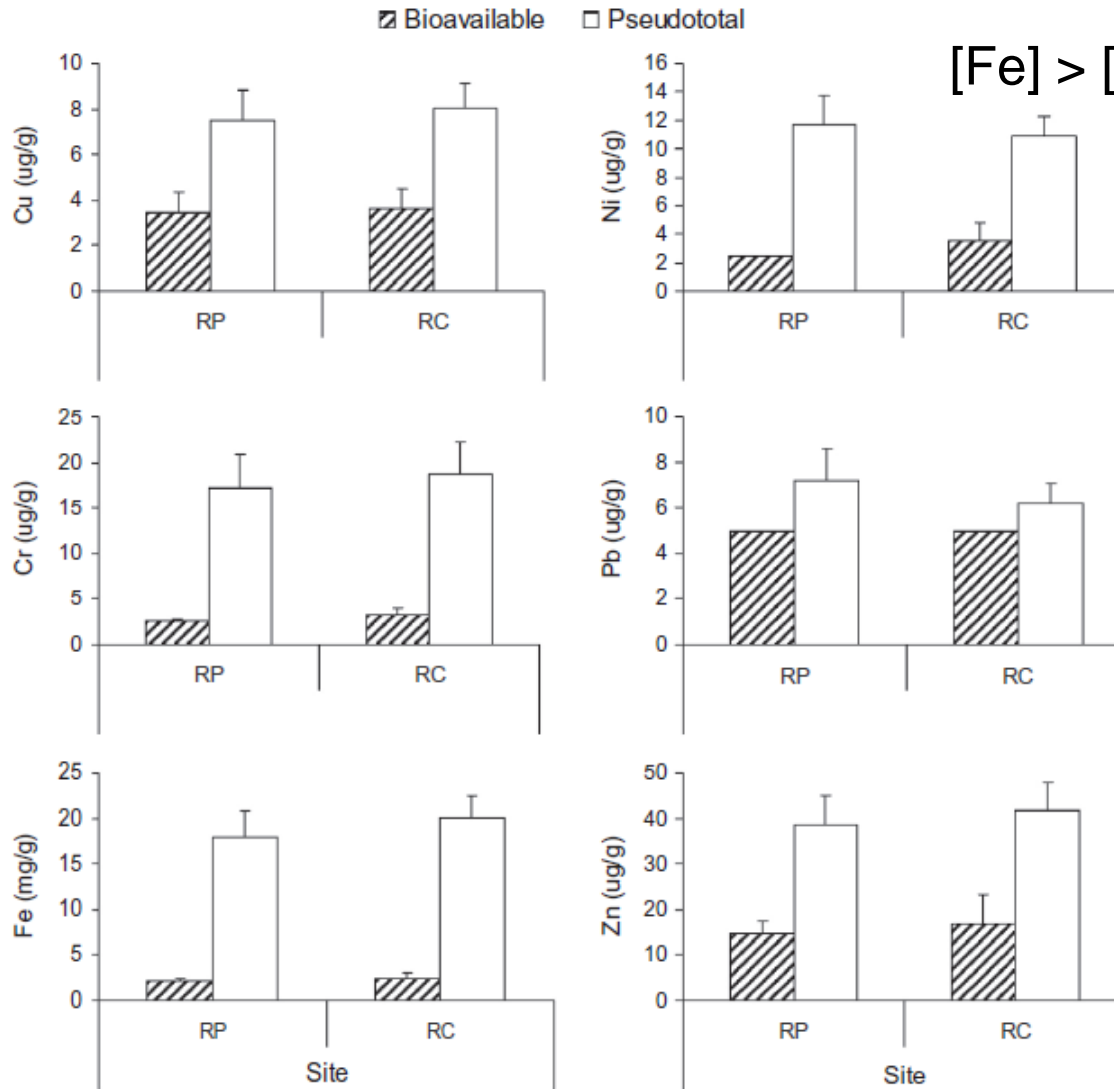 Bioavailable Pseudototal
[Fe] > [
Cu (ug/g)
10
8
6
4
2
0
RP RC
Ni (ug/g)
16
14
12
10
8
6
4
2
0
RP RC
Cr (ug/g)
25
20
15
10
5
0
RP RC
Pb (ug/g)
10
8
6
4
2
0
RP RC
Fe (mg/g)
25
20
15
10
5
0
RP RC
Site
Zn (ug/g)
50
40
30
20
10
0
RP RC
Site